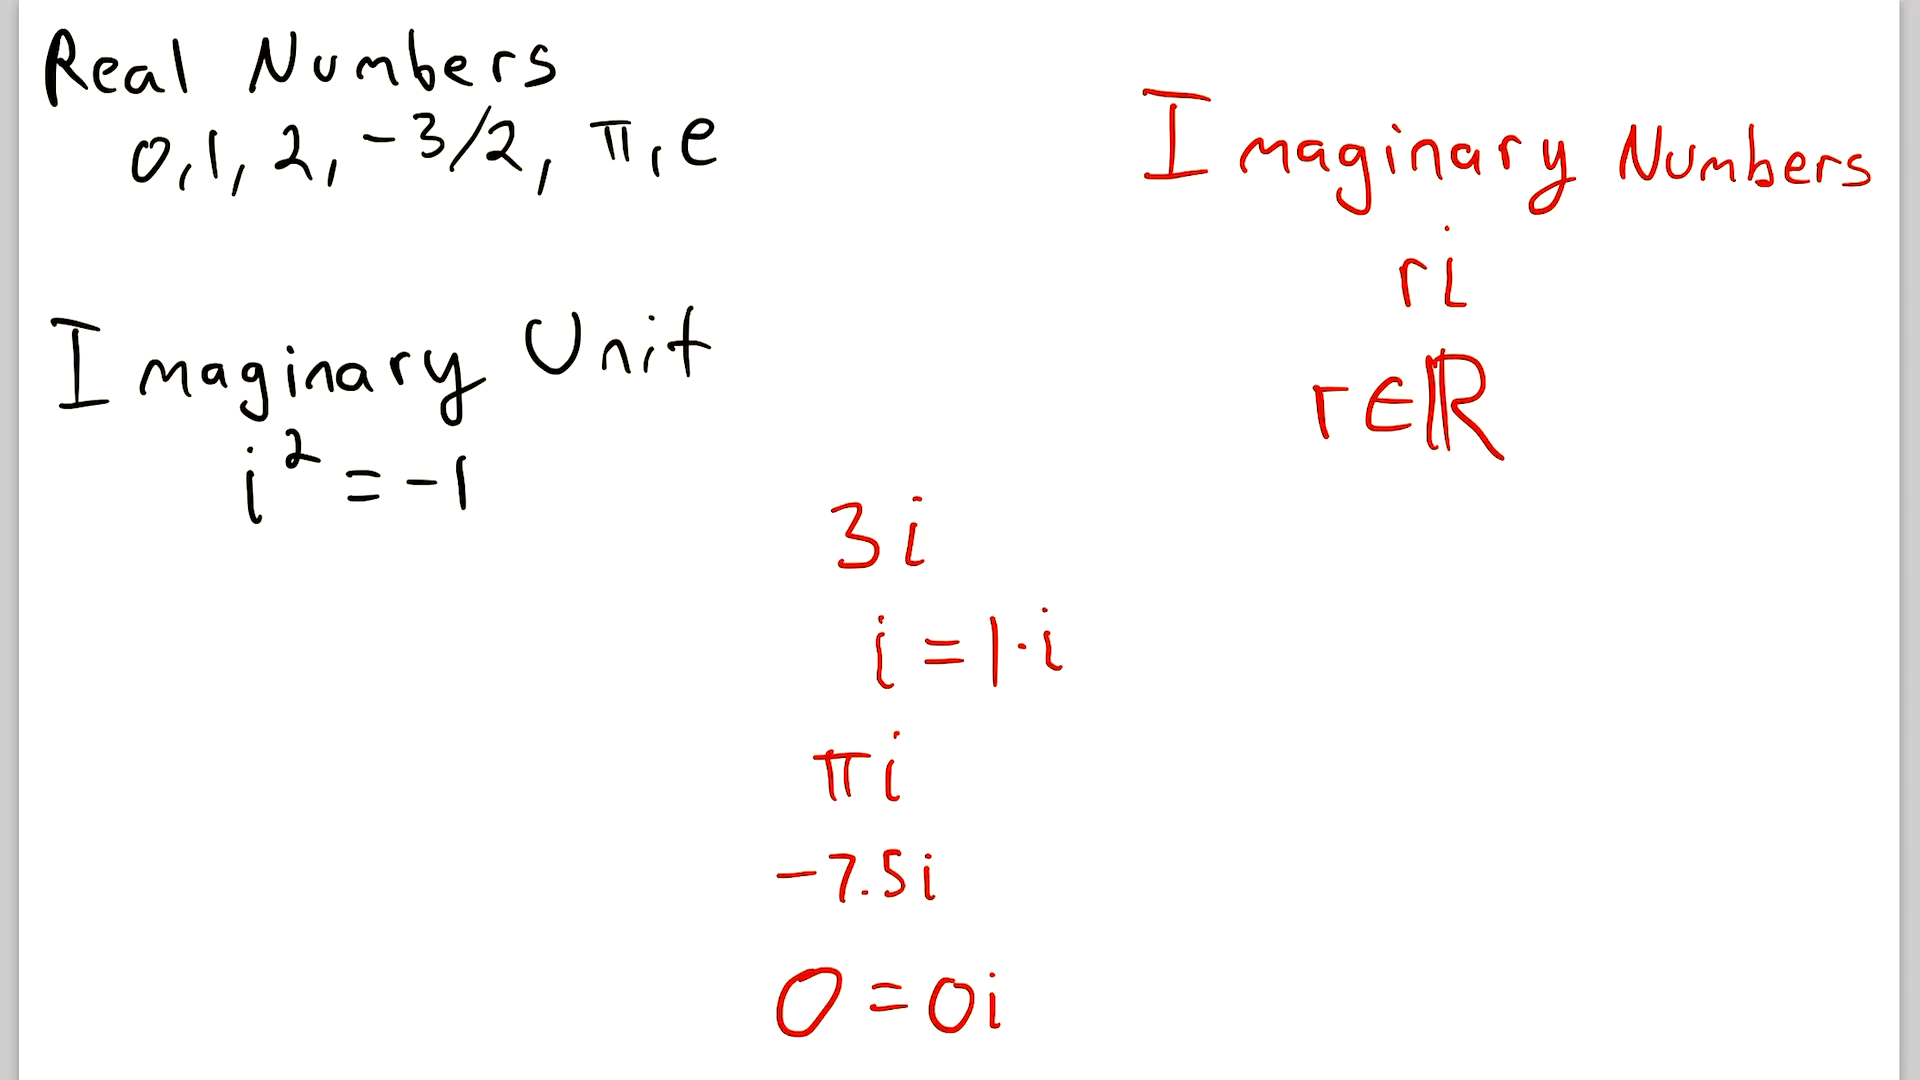 Real Numbers
0, 1, 2, -3/2, π, e
Imaginary Unit
i² = -1
Imaginary Numbers
ri
r∈ℝ
3i
i = 1·i
πi
-7.5i
0 = 0i